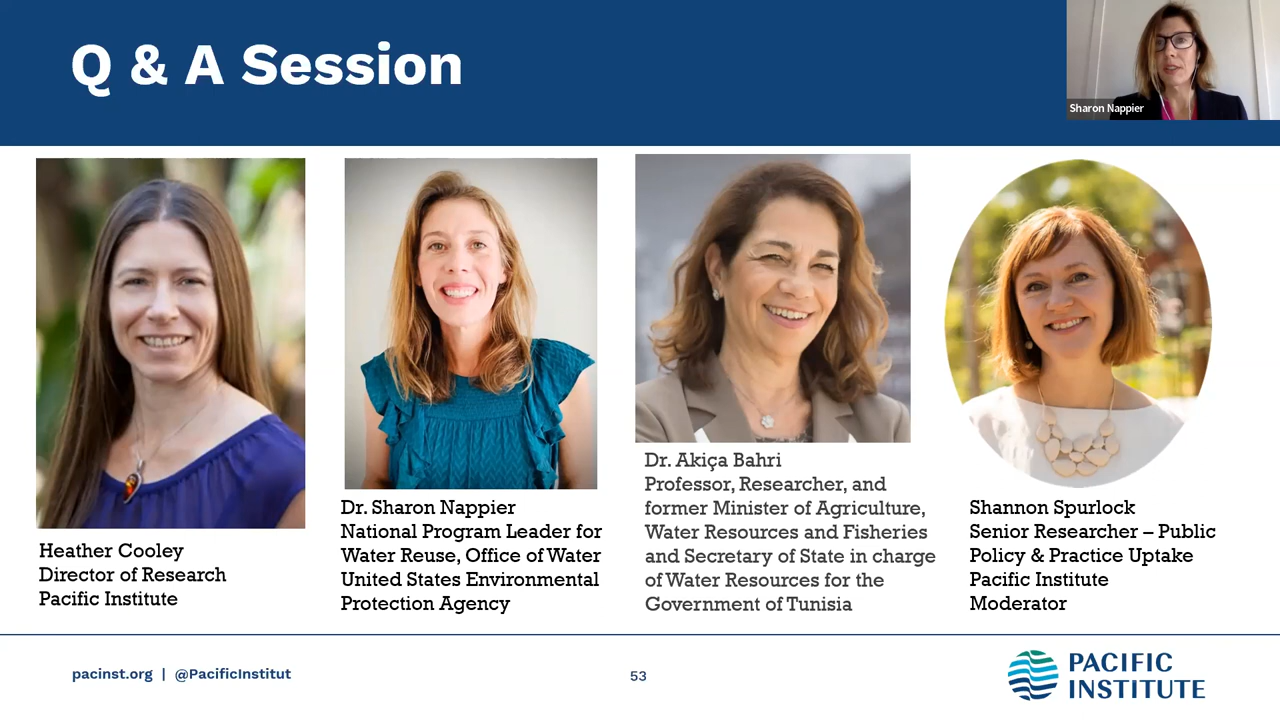 Q & A Session
Sharon Nappier
Heather Cooley
Director of Research
Pacific Institute
Dr. Sharon Nappier
National Program Leader for
Water Reuse, Office of Water
United States Environmental
Protection Agency
Dr. Akiça Bahri
Professor, Researcher, and
former Minister of Agriculture,
Water Resources and Fisheries
and Secretary of State in charge
of Water Resources for the
Government of Tunisia
Shannon Spurlock
Senior Researcher – Public
Policy & Practice Uptake
Pacific Institute
Moderator
pacinst.org | @PacificInstitut
53
PACIFIC
INSTITUTE